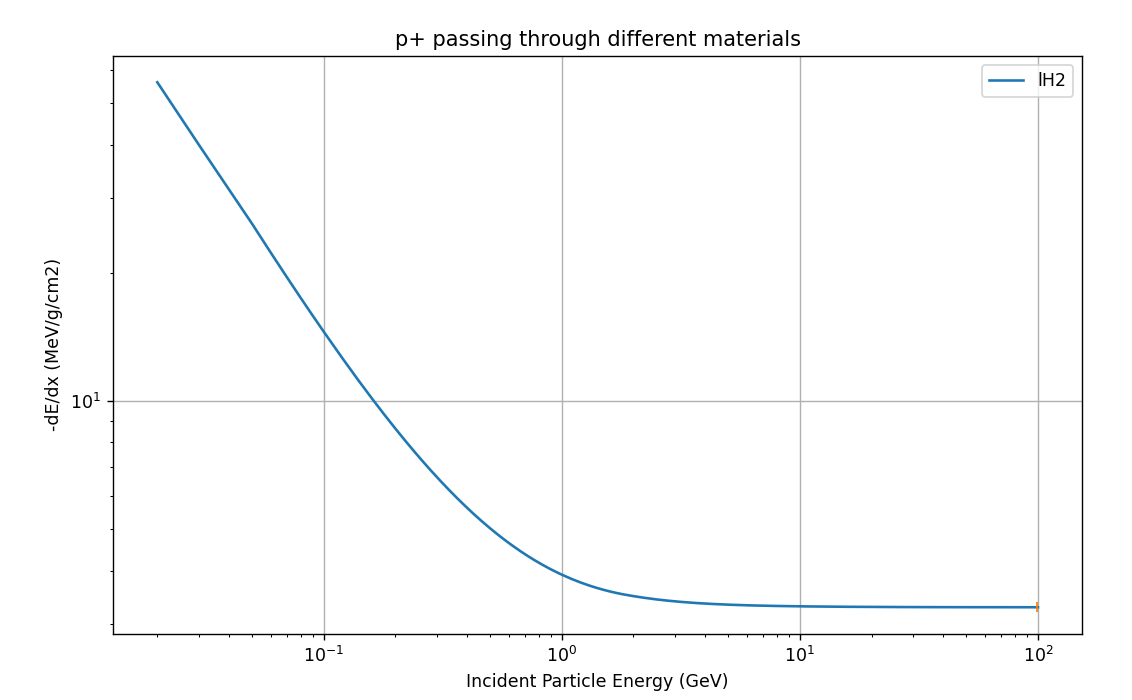 p+ passing through different materials
lH2
-dE/dx (MeV/g/cm2)
10¹
10⁻¹ 10⁰ 10¹ 10²
Incident Particle Energy (GeV)